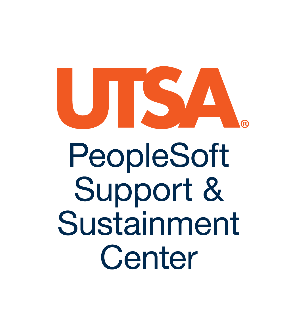 UTSA®
PeopleSoft
Support &
Sustainment
Center